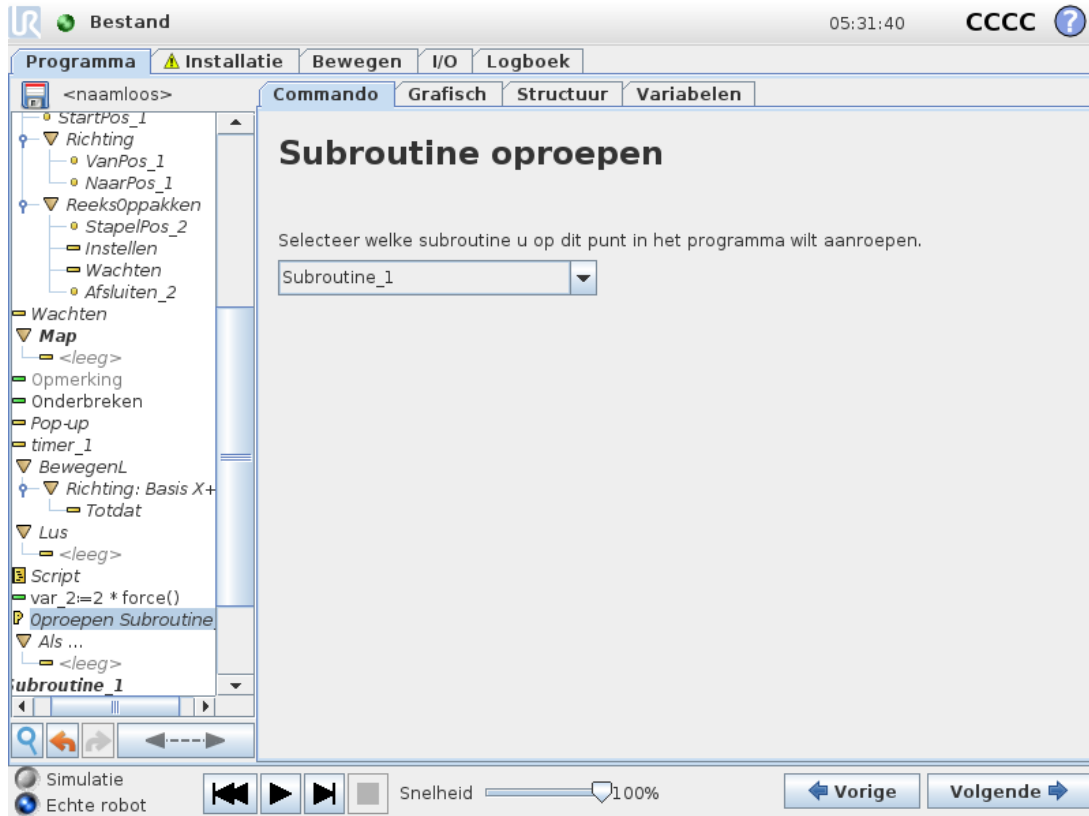 UR Bestand 05:31:40 CCCC ?
Programma Installatie Bewegen I/O Logboek
<naamloos>
Commando Grafisch Structuur Variabelen
StartPos_1
Richting
VanPos_1
NaarPos_1
ReeksOppakken
StapelPos_2
Instellen
Wachten
Afsluiten_2
Wachten
Map
<leeg>
Opmerking
Onderbreken
Pop-up
timer_1
BewegenL
Richting: Basis X+
Totdat
Lus
<leeg>
Script
var_2:=2 * force()
Oproepen Subroutine_
Als ...
<leeg>
ubroutine_1
Subroutine oproepen
Selecteer welke subroutine u op dit punt in het programma wilt aanroepen.
Subroutine_1
Simulatie
Echte robot
Snelheid 100%
Vorige Volgende